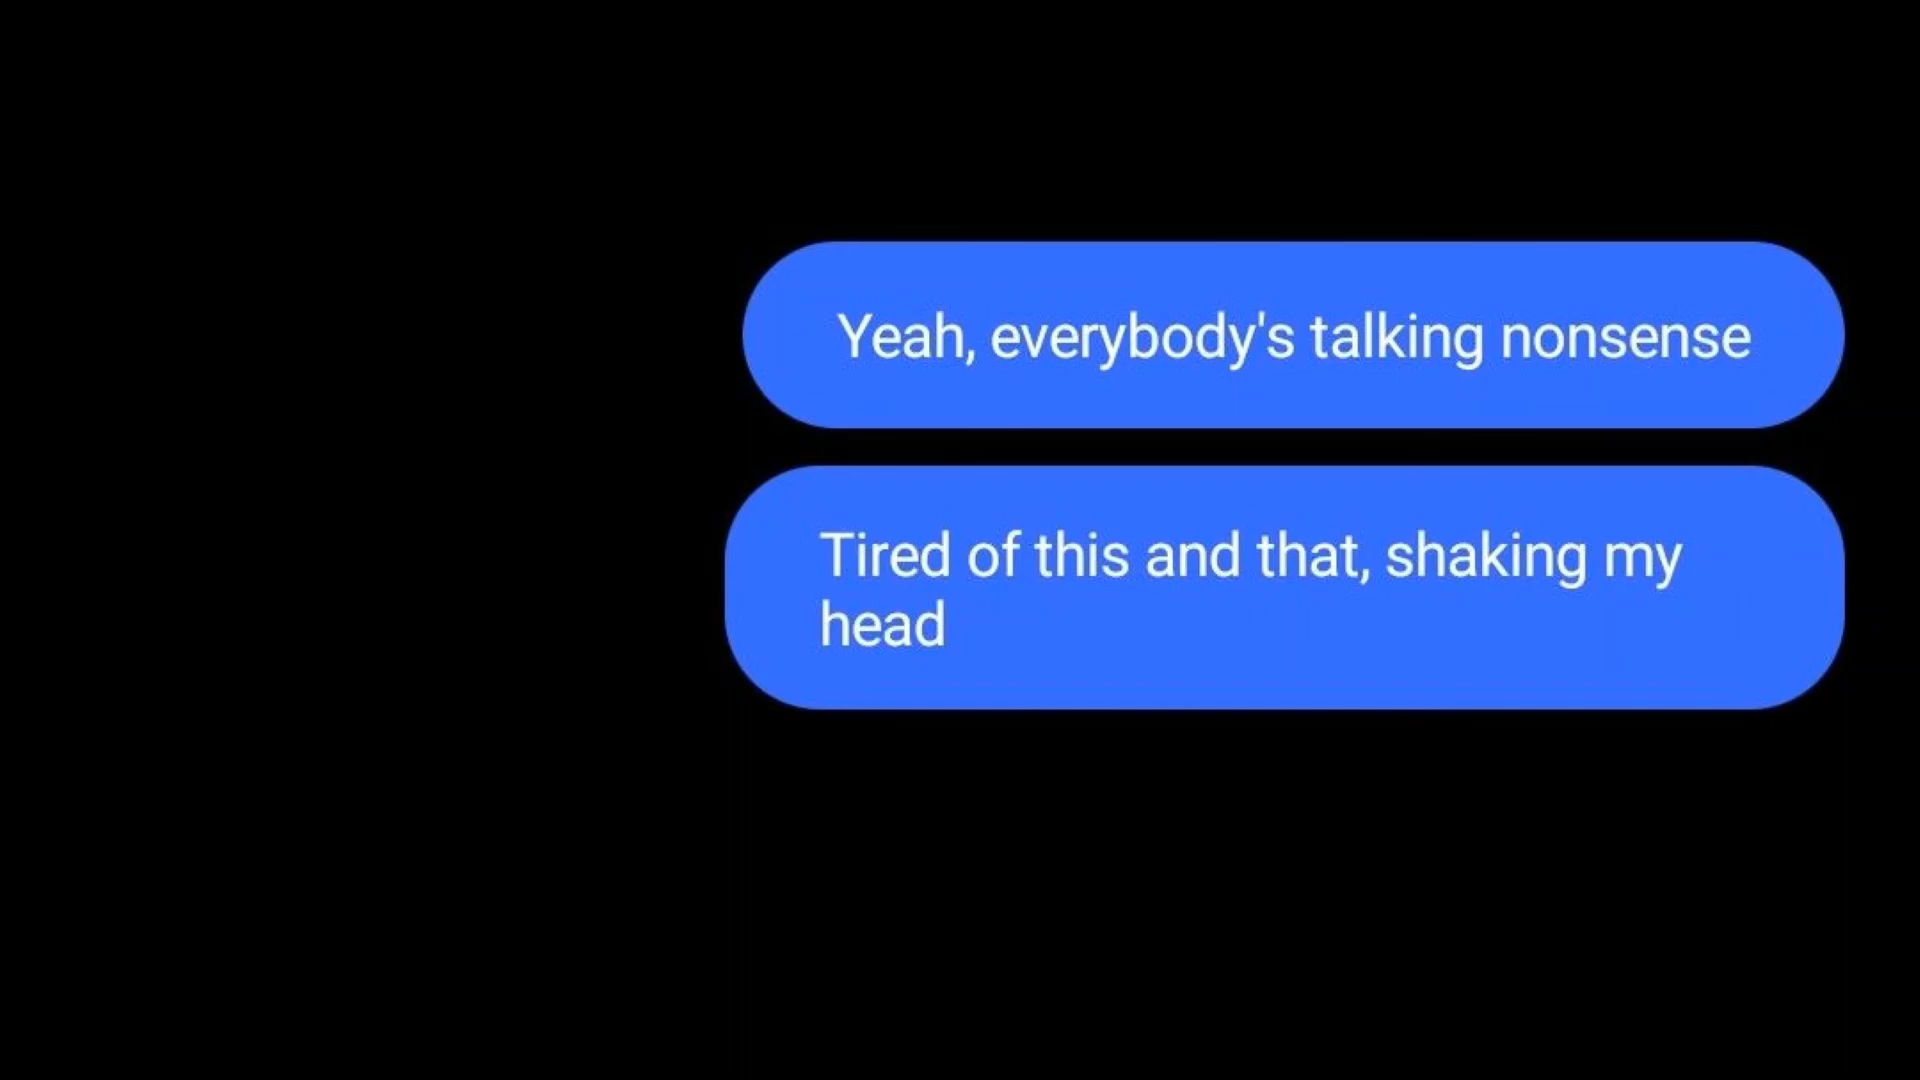 Yeah, everybody's talking nonsense
Tired of this and that, shaking my
head